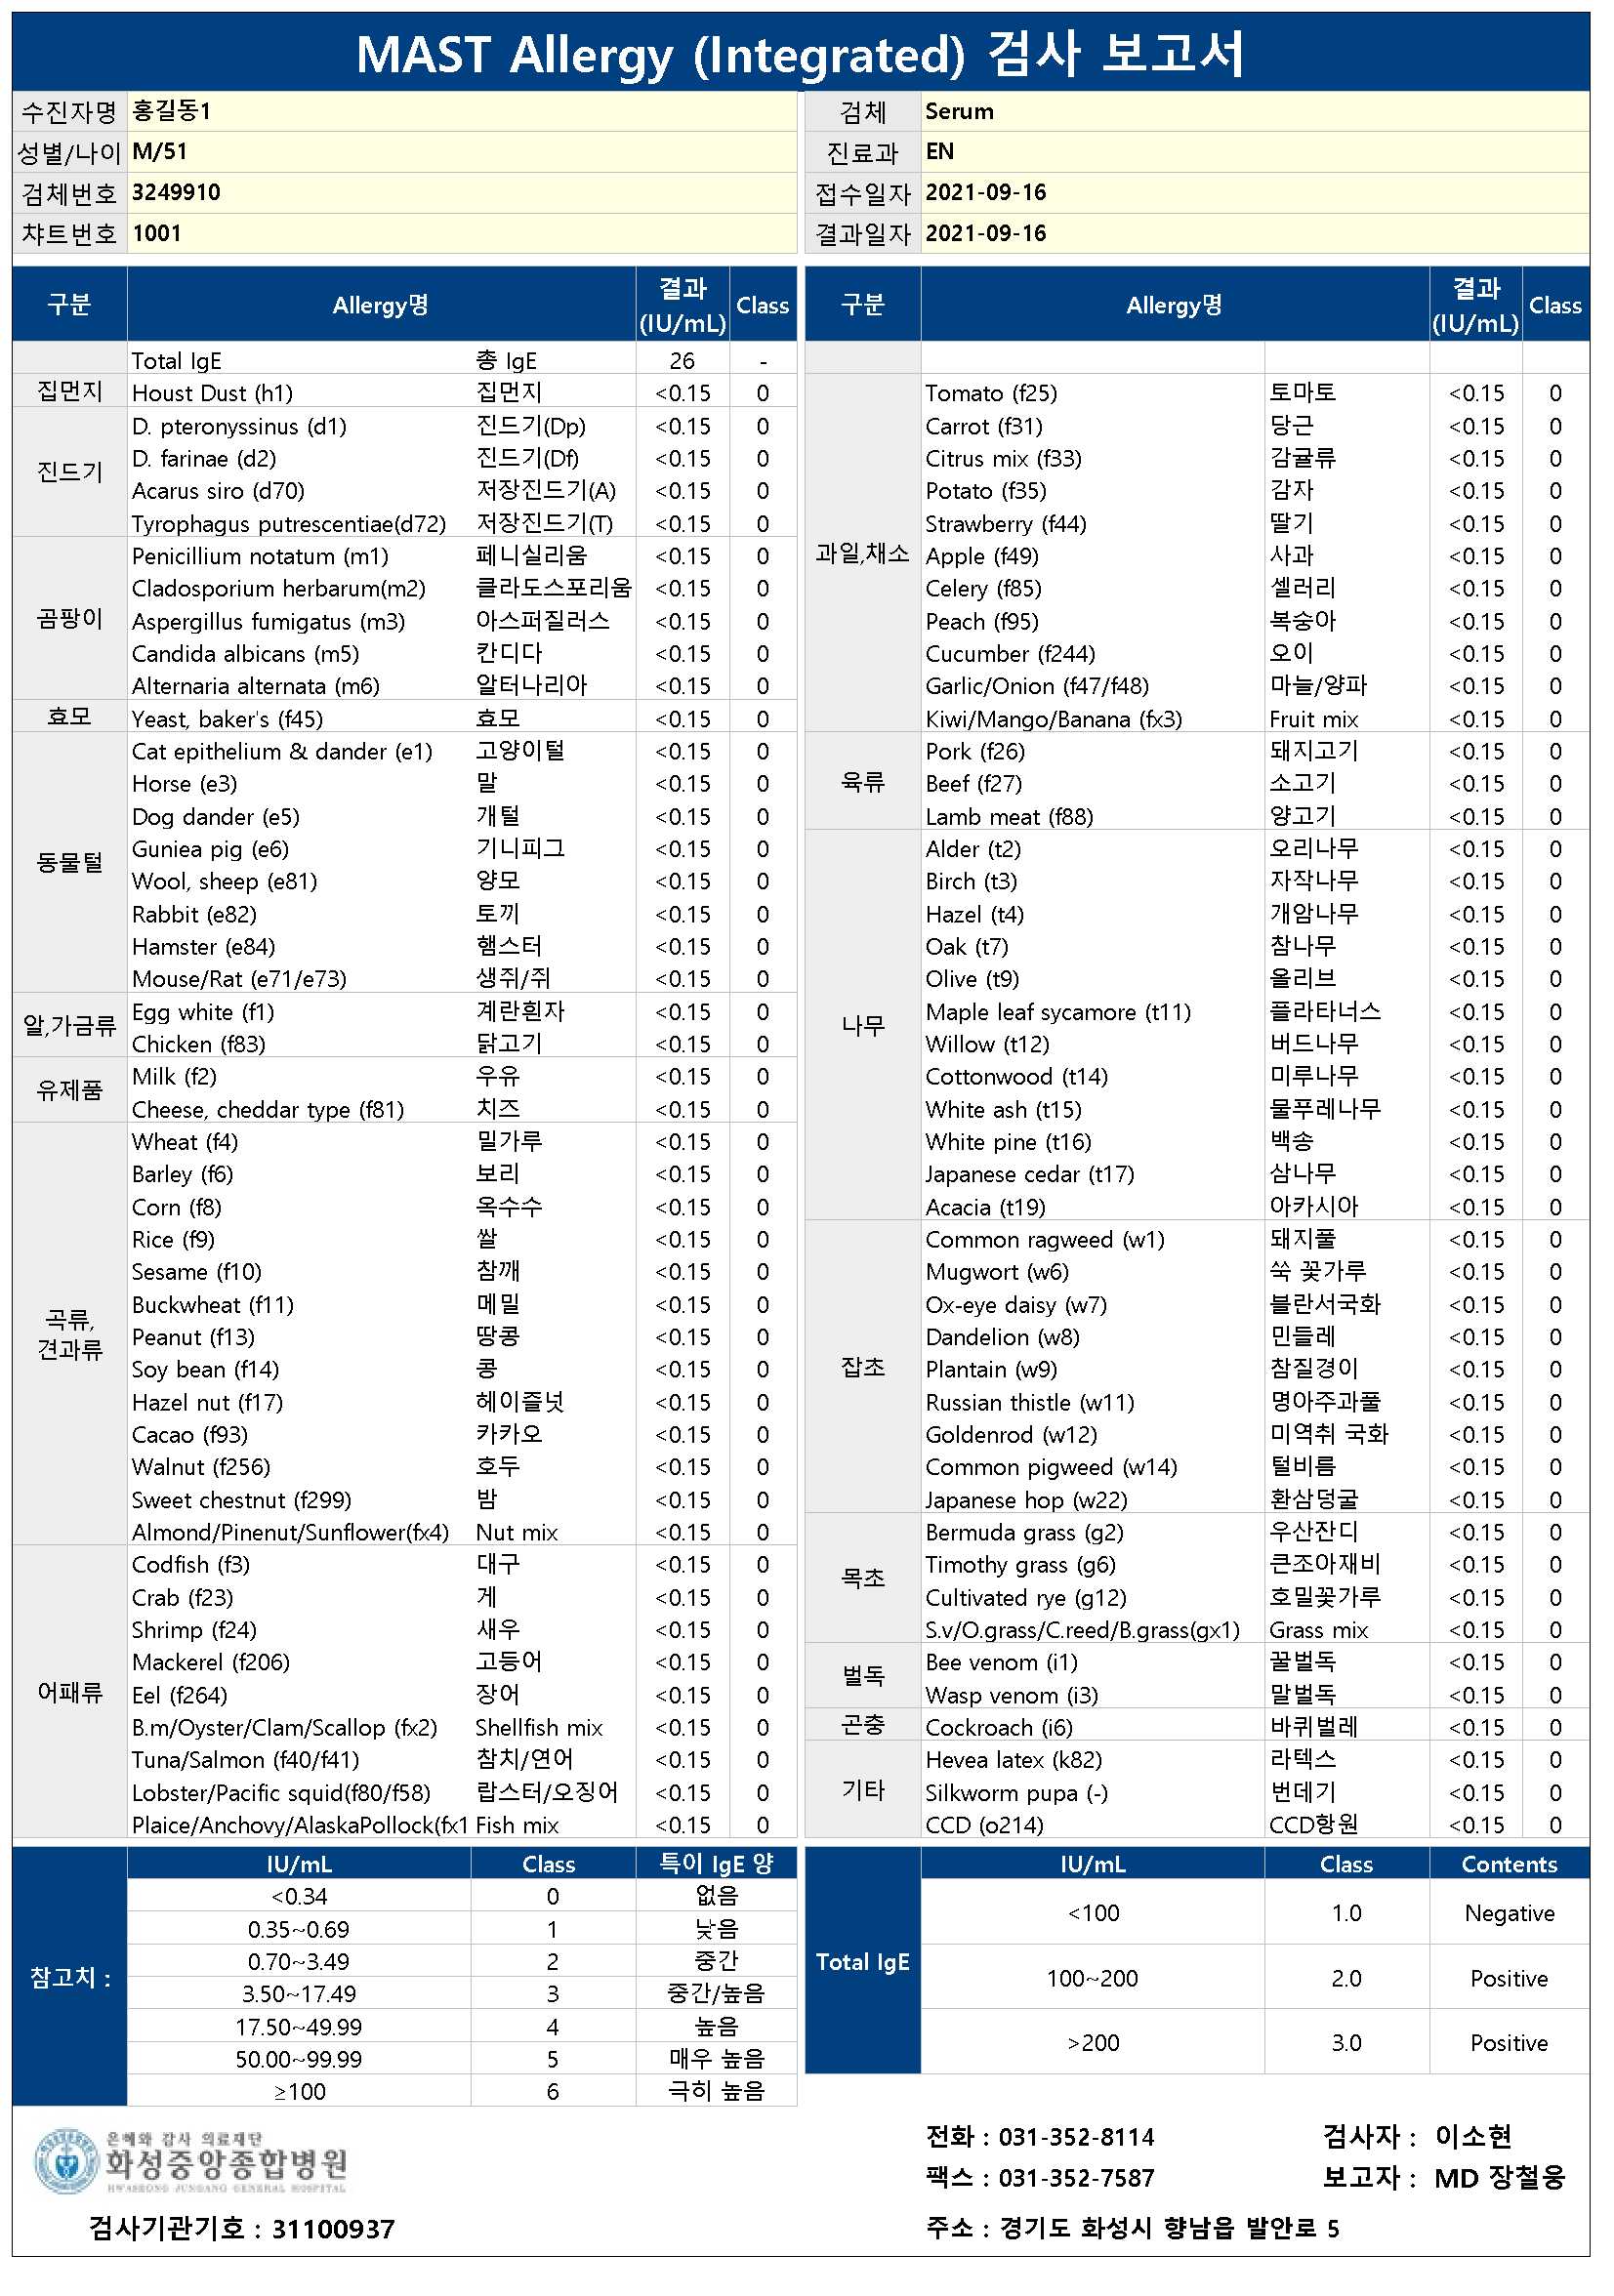 MAST Allergy (Integrated) 검사 보고서
수진자명 홍길동1 검체 Serum
성별/나이 M/51 진료과 EN
검체번호 3249910 접수일자 2021-09-16
챠트번호 1001 결과일자 2021-09-16
구분 Allergy명 결과 (IU/mL) Class
Total IgE 총 IgE 26 -
집먼지
Houst Dust (h1) 집먼지 <0.15 0
진드기
D. pteronyssinus (d1) 진드기(Dp) <0.15 0
D. farinae (d2) 진드기(Df) <0.15 0
Acarus siro (d70) 저장진드기(A) <0.15 0
Tyrophagus putrescentiae(d72) 저장진드기(T) <0.15 0
곰팡이
Penicillium notatum (m1) 페니실리움 <0.15 0
Cladosporium herbarum(m2) 클라도스포리움 <0.15 0
Aspergillus fumigatus (m3) 아스퍼질러스 <0.15 0
Candida albicans (m5) 칸디다 <0.15 0
Alternaria alternata (m6) 알터나리아 <0.15 0
효모
Yeast, baker's (f45) 효모 <0.15 0
동물털
Cat epithelium & dander (e1) 고양이털 <0.15 0
Horse (e3) 말 <0.15 0
Dog dander (e5) 개털 <0.15 0
Guniea pig (e6) 기니피그 <0.15 0
Wool, sheep (e81) 양모 <0.15 0
Rabbit (e82) 토끼 <0.15 0
Hamster (e84) 햄스터 <0.15 0
Mouse/Rat (e71/e73) 생쥐/쥐 <0.15 0
알,가금류
Egg white (f1) 계란흰자 <0.15 0
Chicken (f83) 닭고기 <0.15 0
유제품
Milk (f2) 우유 <0.15 0
Cheese, cheddar type (f81) 치즈 <0.15 0
곡류,
견과류
Wheat (f4) 밀가루 <0.15 0
Barley (f6) 보리 <0.15 0
Corn (f8) 옥수수 <0.15 0
Rice (f9) 쌀 <0.15 0
Sesame (f10) 참깨 <0.15 0
Buckwheat (f11) 메밀 <0.15 0
Peanut (f13) 땅콩 <0.15 0
Soy bean (f14) 콩 <0.15 0
Hazel nut (f17) 헤이즐넛 <0.15 0
Cacao (f93) 카카오 <0.15 0
Walnut (f256) 호두 <0.15 0
Sweet chestnut (f299) 밤 <0.15 0
Almond/Pinenut/Sunflower(fx4) Nut mix <0.15 0
어패류
Codfish (f3) 대구 <0.15 0
Crab (f23) 게 <0.15 0
Shrimp (f24) 새우 <0.15 0
Mackerel (f206) 고등어 <0.15 0
Eel (f264) 장어 <0.15 0
B.m/Oyster/Clam/Scallop (fx2) Shellfish mix <0.15 0
Tuna/Salmon (f40/f41) 참치/연어 <0.15 0
Lobster/Pacific squid(f80/f58) 랍스터/오징어 <0.15 0
Plaice/Anchovy/AlaskaPollock(fx1 Fish mix <0.15 0
구분 Allergy명 결과 (IU/mL) Class
과일,채소
Tomato (f25) 토마토 <0.15 0
Carrot (f31) 당근 <0.15 0
Citrus mix (f33) 감귤류 <0.15 0
Potato (f35) 감자 <0.15 0
Strawberry (f44) 딸기 <0.15 0
Apple (f49) 사과 <0.15 0
Celery (f85) 셀러리 <0.15 0
Peach (f95) 복숭아 <0.15 0
Cucumber (f244) 오이 <0.15 0
Garlic/Onion (f47/f48) 마늘/양파 <0.15 0
Kiwi/Mango/Banana (fx3) Fruit mix <0.15 0
육류
Pork (f26) 돼지고기 <0.15 0
Beef (f27) 소고기 <0.15 0
Lamb meat (f88) 양고기 <0.15 0
나무
Alder (t2) 오리나무 <0.15 0
Birch (t3) 자작나무 <0.15 0
Hazel (t4) 개암나무 <0.15 0
Oak (t7) 참나무 <0.15 0
Olive (t9) 올리브 <0.15 0
Maple leaf sycamore (t11) 플라타너스 <0.15 0
Willow (t12) 버드나무 <0.15 0
Cottonwood (t14) 미루나무 <0.15 0
White ash (t15) 물푸레나무 <0.15 0
White pine (t16) 백송 <0.15 0
Japanese cedar (t17) 삼나무 <0.15 0
Acacia (t19) 아카시아 <0.15 0
잡초
Common ragweed (w1) 돼지풀 <0.15 0
Mugwort (w6) 쑥 꽃가루 <0.15 0
Ox-eye daisy (w7) 블란서국화 <0.15 0
Dandelion (w8) 민들레 <0.15 0
Plantain (w9) 참질경이 <0.15 0
Russian thistle (w11) 명아주과풀 <0.15 0
Goldenrod (w12) 미역취 국화 <0.15 0
Common pigweed (w14) 털비름 <0.15 0
Japanese hop (w22) 환삼덩굴 <0.15 0
목초
Bermuda grass (g2) 우산잔디 <0.15 0
Timothy grass (g6) 큰조아재비 <0.15 0
Cultivated rye (g12) 호밀꽃가루 <0.15 0
S.v/O.grass/C.reed/B.grass(gx1) Grass mix <0.15 0
벌독
Bee venom (i1) 꿀벌독 <0.15 0
Wasp venom (i3) 말벌독 <0.15 0
곤충
Cockroach (i6) 바퀴벌레 <0.15 0
기타
Hevea latex (k82) 라텍스 <0.15 0
Silkworm pupa (-) 번데기 <0.15 0
CCD (o214) CCD항원 <0.15 0
참고치 :
IU/mL Class 특이 IgE 양
<0.34 0 없음
0.35~0.69 1 낮음
0.70~3.49 2 중간
3.50~17.49 3 중간/높음
17.50~49.99 4 높음
50.00~99.99 5 매우 높음
≥100 6 극히 높음
Total IgE
IU/mL Class Contents
<100 1.0 Negative
100~200 2.0 Positive
>200 3.0 Positive
은혜와 감사 의료재단
화성중앙종합병원
HWASEONG JUNGANG GENERAL HOSPITAL
검사기관기호 : 31100937
전화 : 031-352-8114 검사자 : 이소현
팩스 : 031-352-7587 보고자 : MD 장철웅
주소 : 경기도 화성시 향남읍 발안로 5